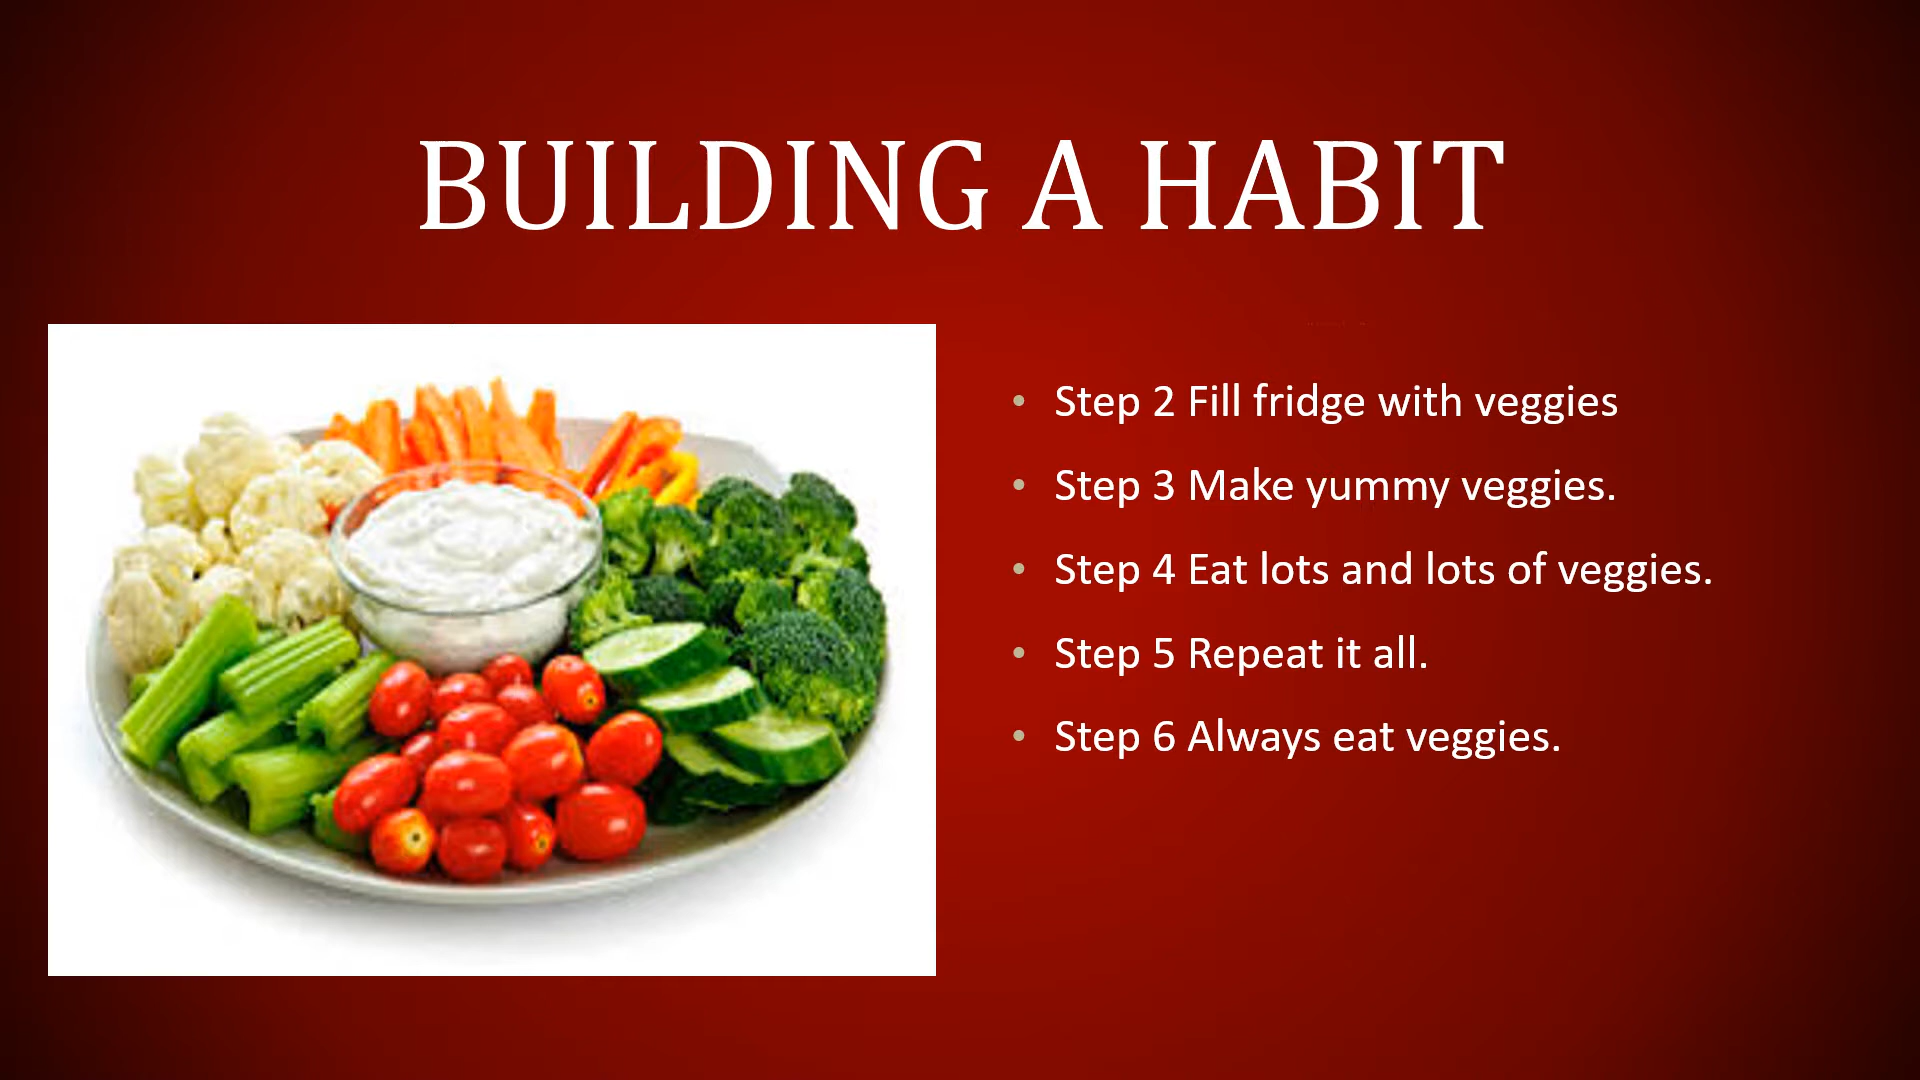 BUILDING A HABIT
• Step 2 Fill fridge with veggies
• Step 3 Make yummy veggies.
• Step 4 Eat lots and lots of veggies.
• Step 5 Repeat it all.
• Step 6 Always eat veggies.